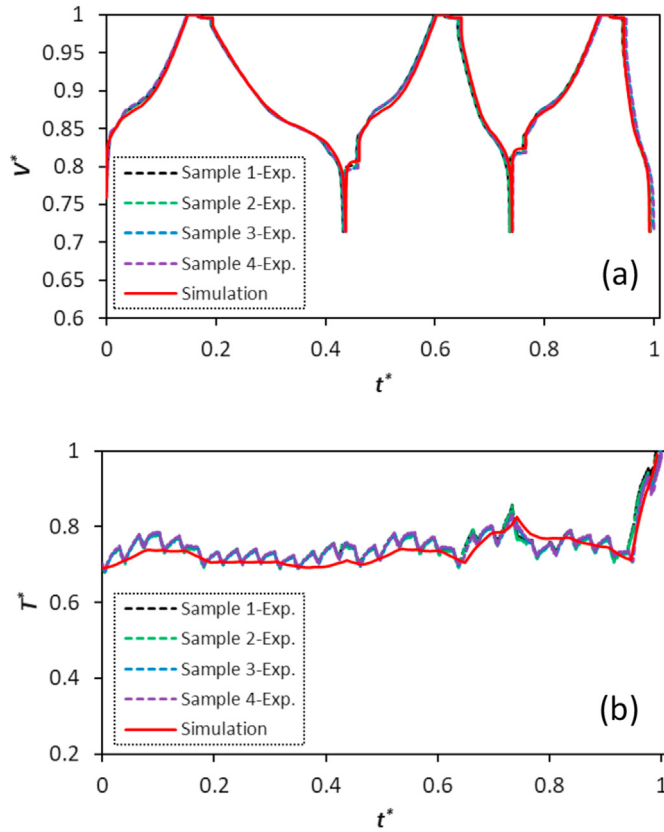 1
0.95
0.9
0.85
0.8
0.75
0.7
0.65
0.6
V*
Sample 1-Exp.
Sample 2-Exp.
Sample 3-Exp.
Sample 4-Exp.
Simulation
(a)
0 0.2 0.4 0.6 0.8 1
t*
1
0.8
0.6
0.4
0.2
T*
Sample 1-Exp.
Sample 2-Exp.
Sample 3-Exp.
Sample 4-Exp.
Simulation
(b)
0 0.2 0.4 0.6 0.8 1
t*